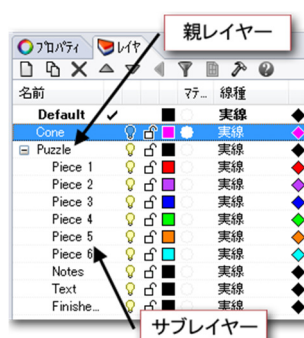 親レイヤー
プロパティ レイヤ
名前 マテ... 線種
Default 実線
Cone 実線
Puzzle 実線
Piece 1 実線
Piece 2 実線
Piece 3 実線
Piece 4 実線
Piece 5 実線
Piece 6 実線
Notes 実線
Text 実線
Finishe... 実線
サブレイヤー